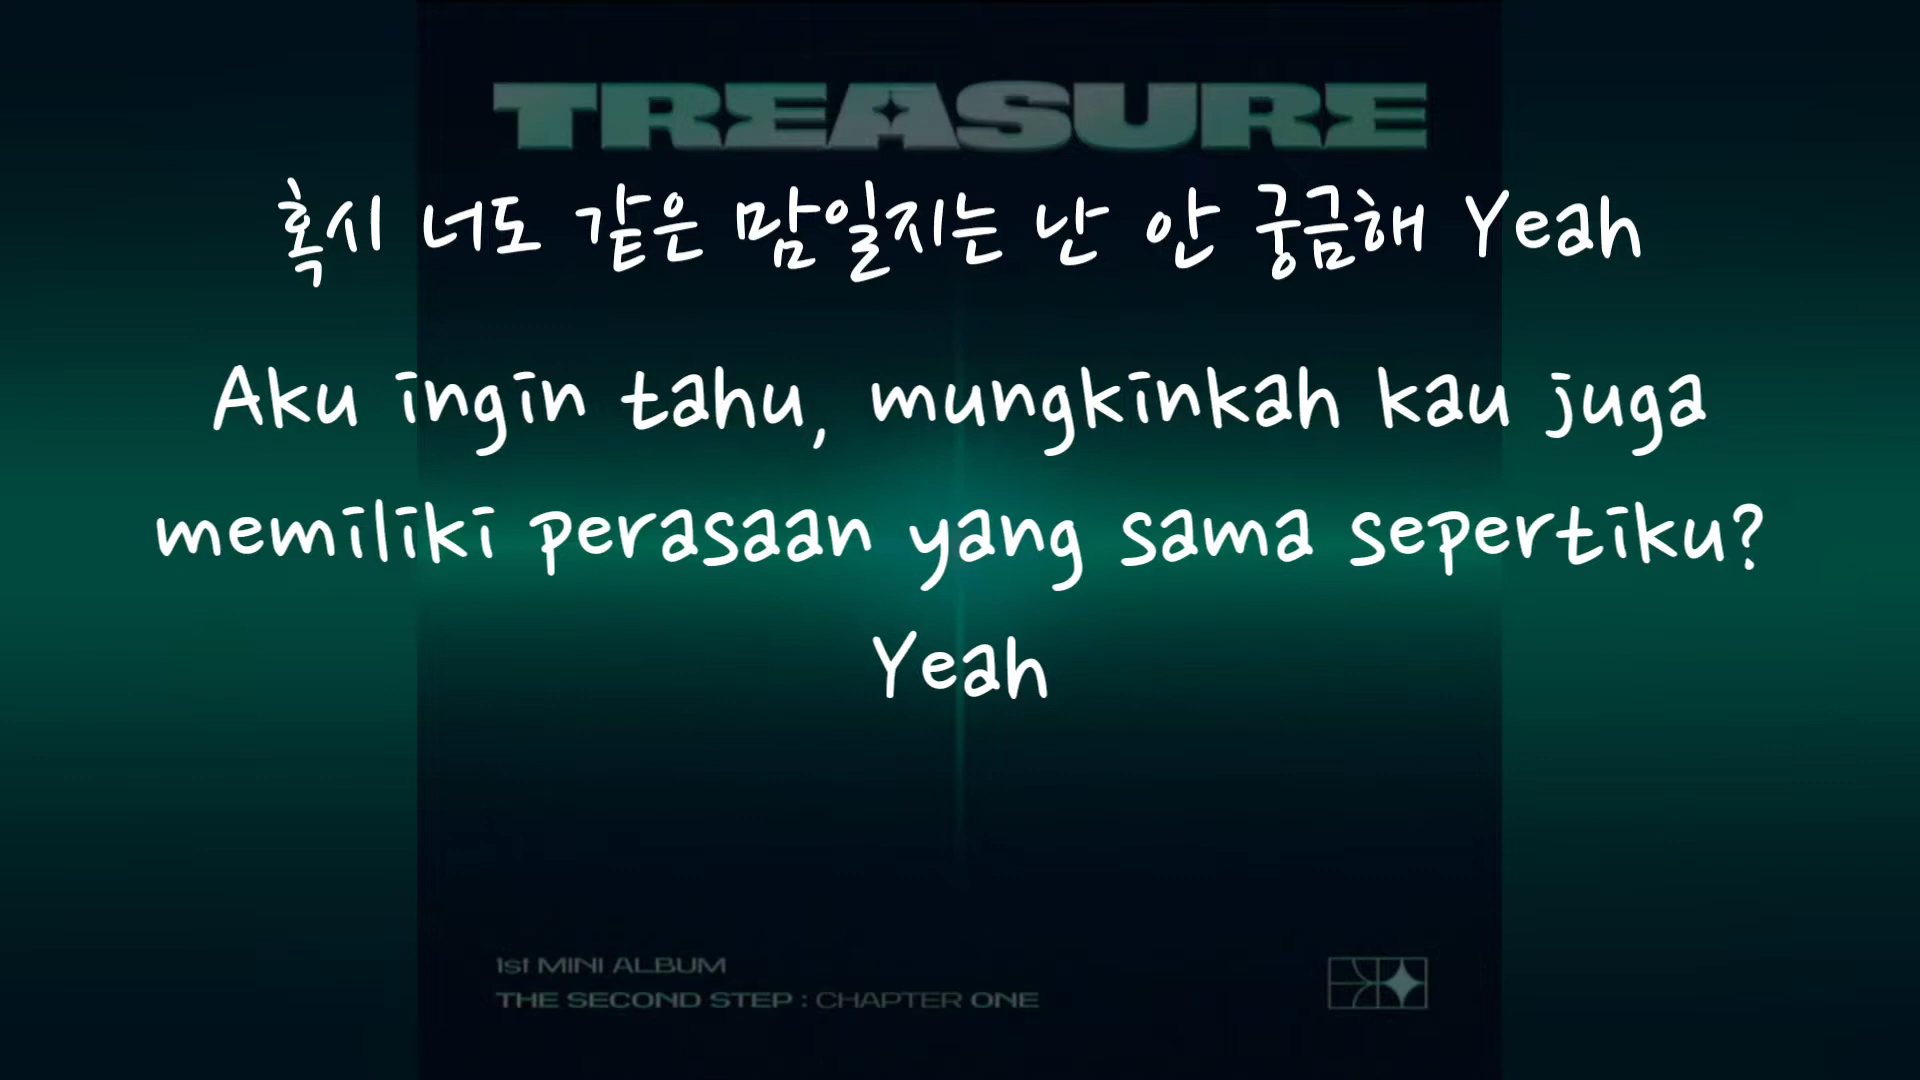 TREASURE
혹시 너도 같은 맘일지는 난 안 궁금해 Yeah
Aku ingin tahu, mungkinkah kau juga
memiliki perasaan yang sama sepertiku?
Yeah
1st MINI ALBUM
THE SECOND STEP : CHAPTER ONE